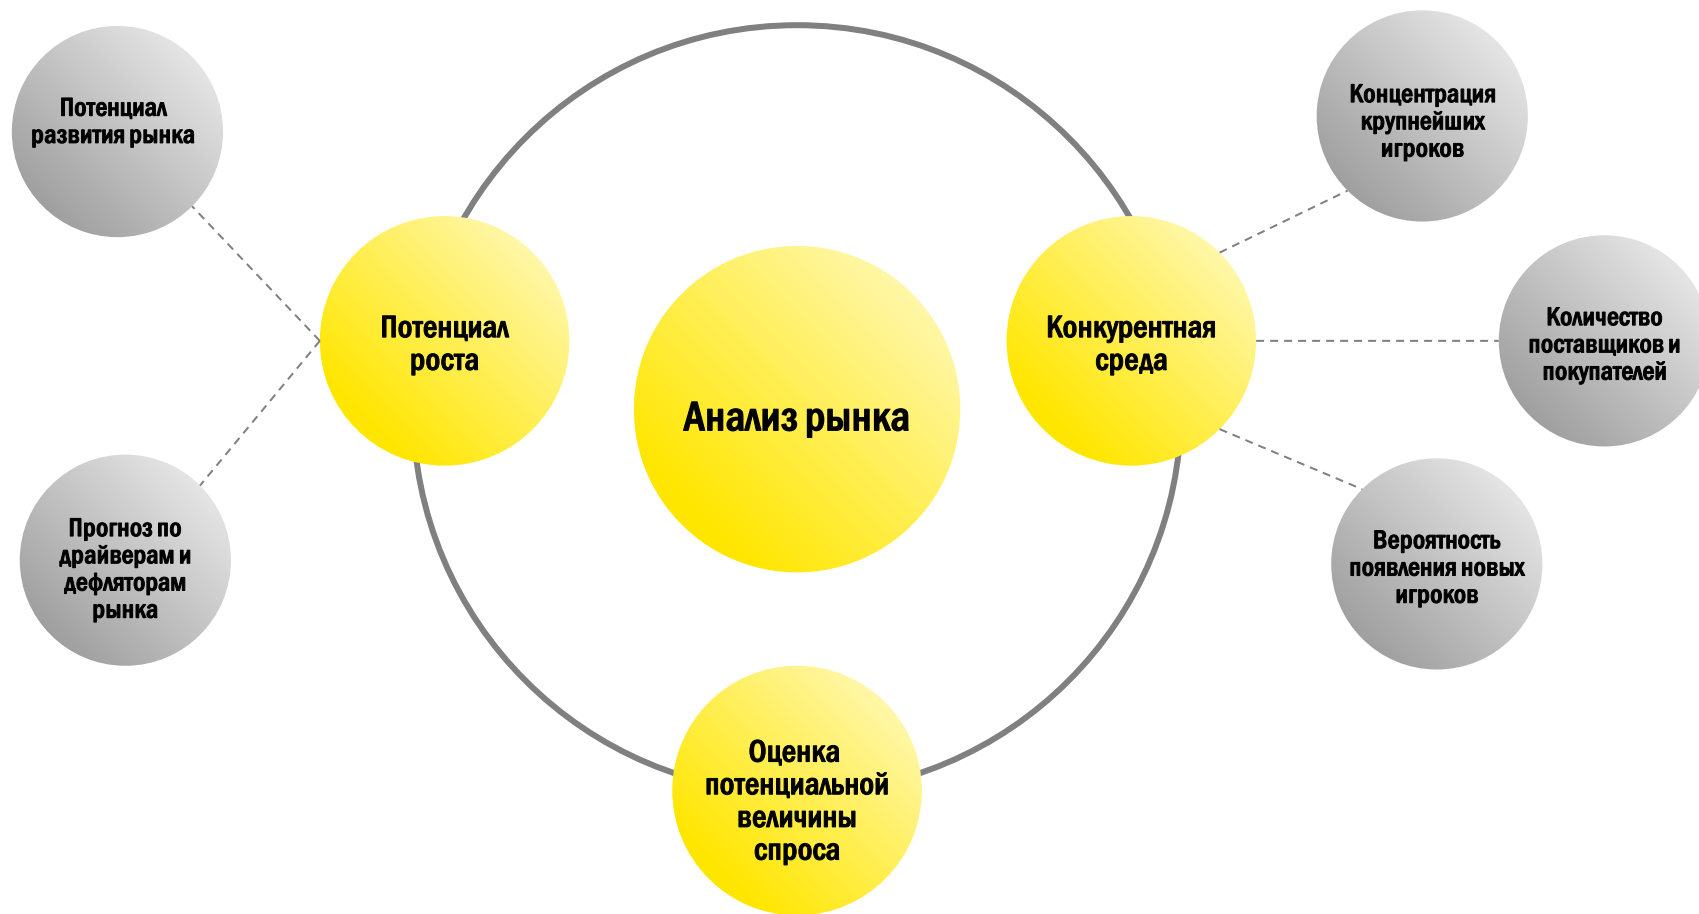 Потенциал
развития рынка
Концентрация
крупнейших
игроков
Потенциал
роста
Анализ рынка
Конкурентная
среда
Количество
поставщиков и
покупателей
Прогноз по
драйверам и
дефляторам
рынка
Вероятность
появления новых
игроков
Оценка
потенциальной
величины
спроса